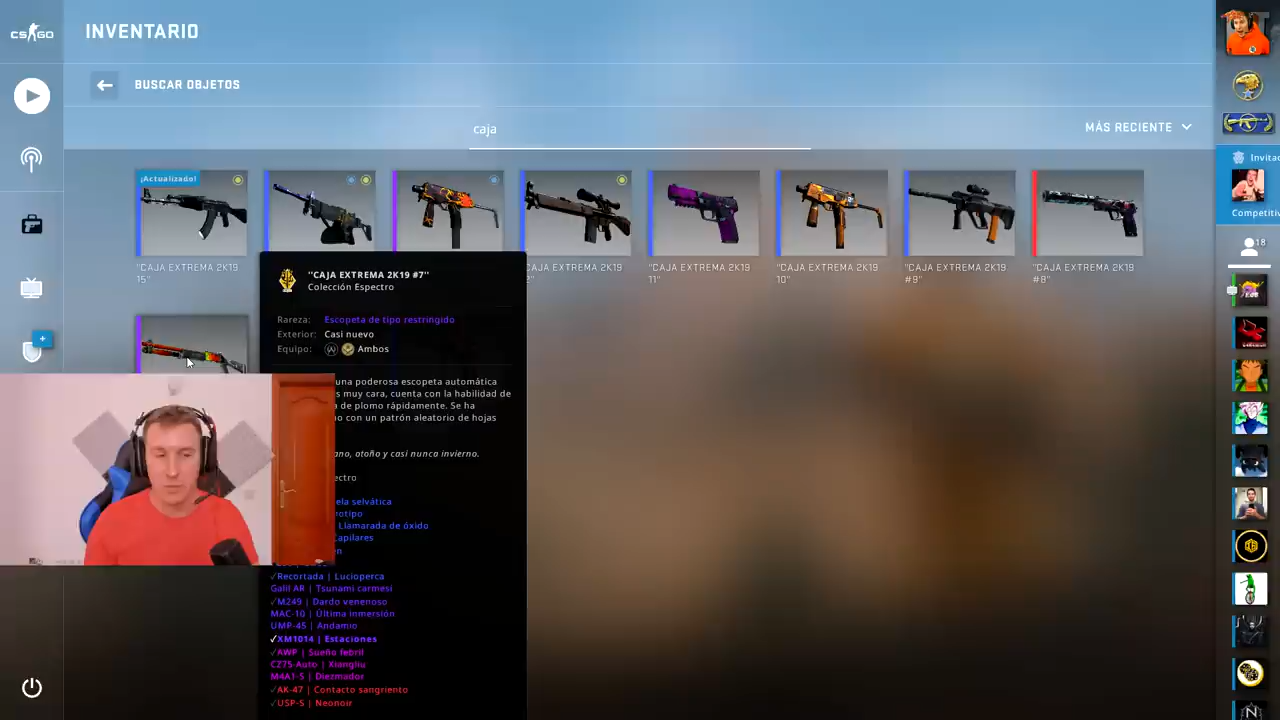 CS:GO
INVENTARIO
BUSCAR OBJETOS
caja
MÁS RECIENTE
Invitac
Competitiv
18
¡Actualizado!
"CAJA EXTREMA 2K19
15"
"CAJA EXTREMA 2K19
11"
"CAJA EXTREMA 2K19
10"
"CAJA EXTREMA 2K19
#9"
"CAJA EXTREMA 2K19
#8"
"CAJA EXTREMA 2K19 #7"
Colección Espectro
Rareza: Escopeta de tipo restringido
Exterior: Casi nuevo
Equipo: Ambos
una poderosa escopeta automática
s muy cara, cuenta con la habilidad de
a de plomo rápidamente. Se ha
o con un patrón aleatorio de hojas
ano, otoño y casi nunca invierno.
ectro
ela selvática
otipo
Llamarada de óxido
Capilares
✓Recortada | Lucioperca
Galil AR | Tsunami carmesí
✓M249 | Dardo venenoso
MAC-10 | Última inmersión
UMP-45 | Andamio
✓XM1014 | Estaciones
✓AWP | Sueño febril
CZ75-Auto | Xiangliu
M4A1-S | Diezmador
✓AK-47 | Contacto sangriento
✓USP-S | Neonoir